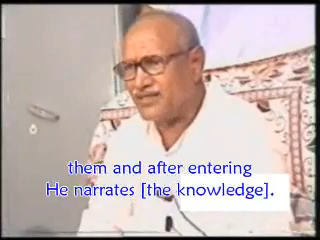 them and after entering
He narrates [the knowledge].